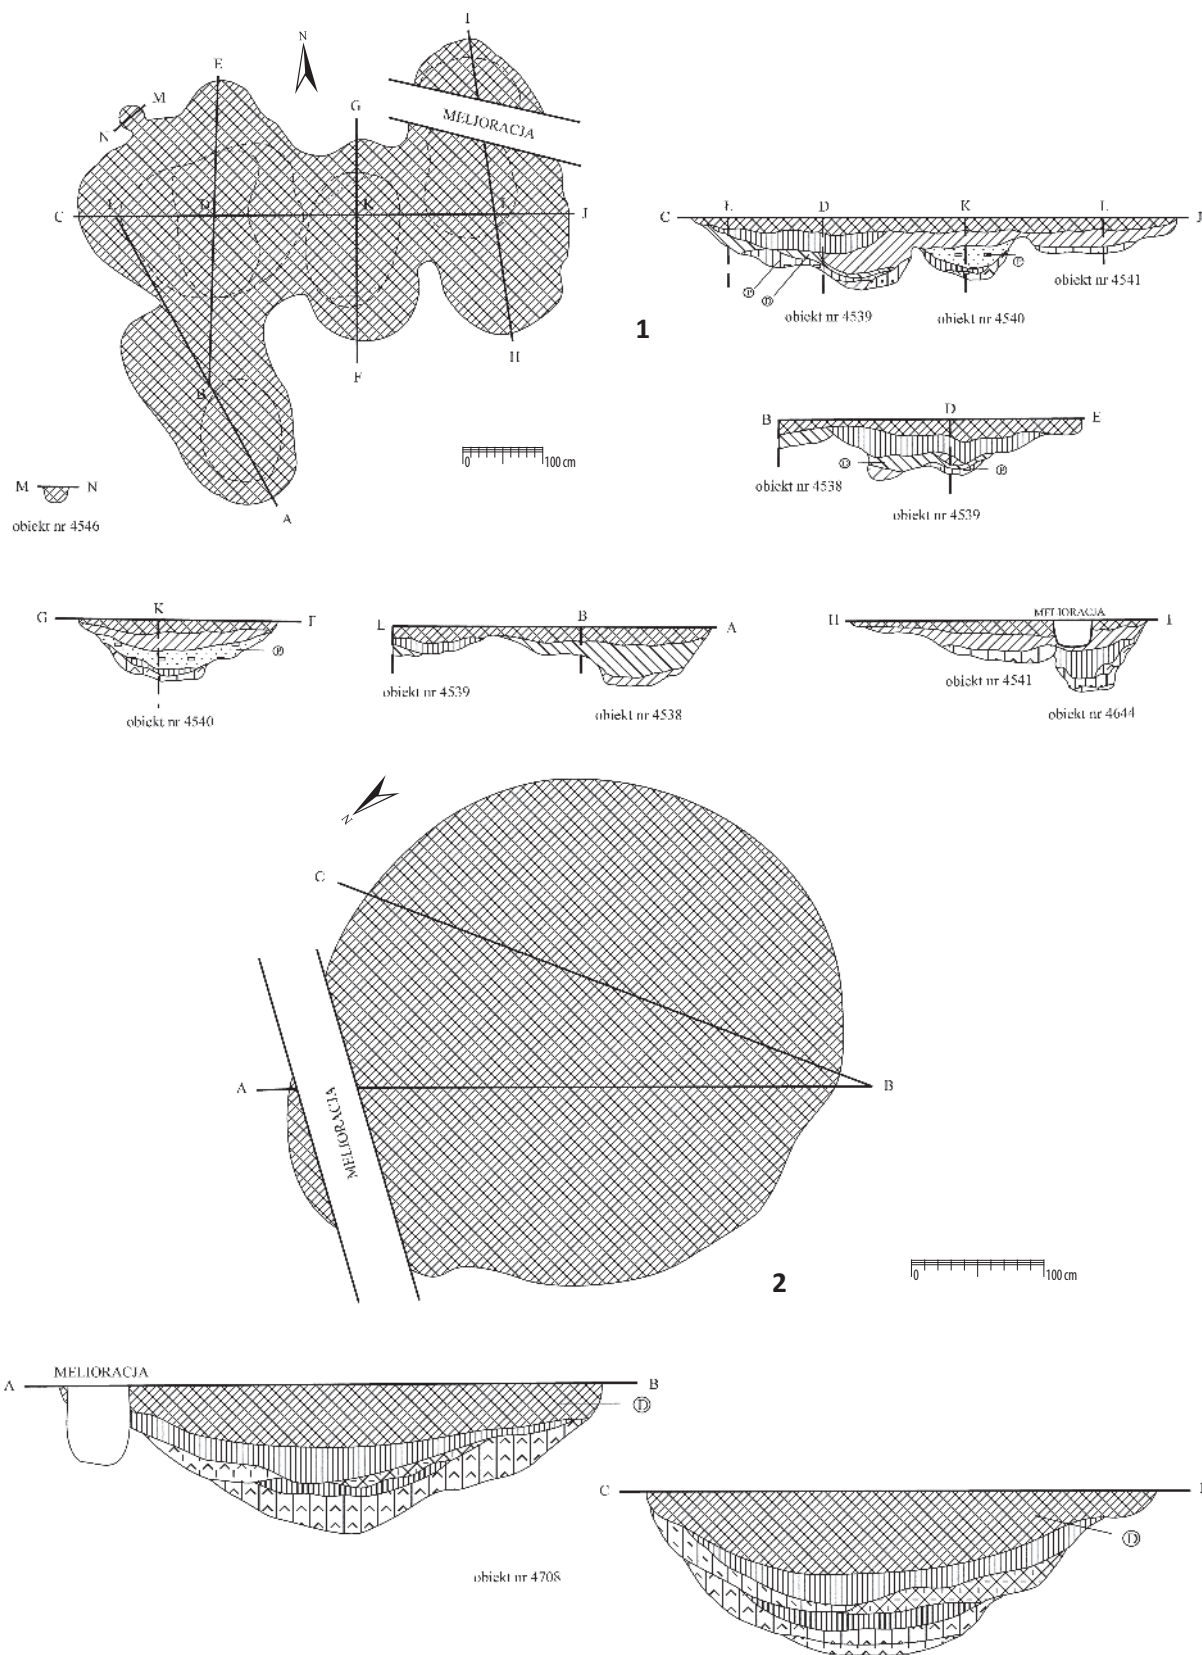 I
N
E
M
G
N
MELIORACJA
C
Ł
D
K
L
J
C
Ł
D
K
L
J
P
D
P
obiekt nr 4541
obiekt nr 4539
obiekt nr 4540
1
H
F
B
A
0
100 cm
B
D
E
D
P
obiekt nr 4538
obiekt nr 4539
M
N
obiekt nr 4546
G
K
F
P
obiekt nr 4540
Ł
B
A
obiekt nr 4539
obiekt nr 4538
H
MELIORACJA
I
obiekt nr 4541
obiekt nr 4644
N
C
A
B
MELIORACJA
2
0
100 cm
A
MELIORACJA
B
D
obiekt nr 4708
C
D